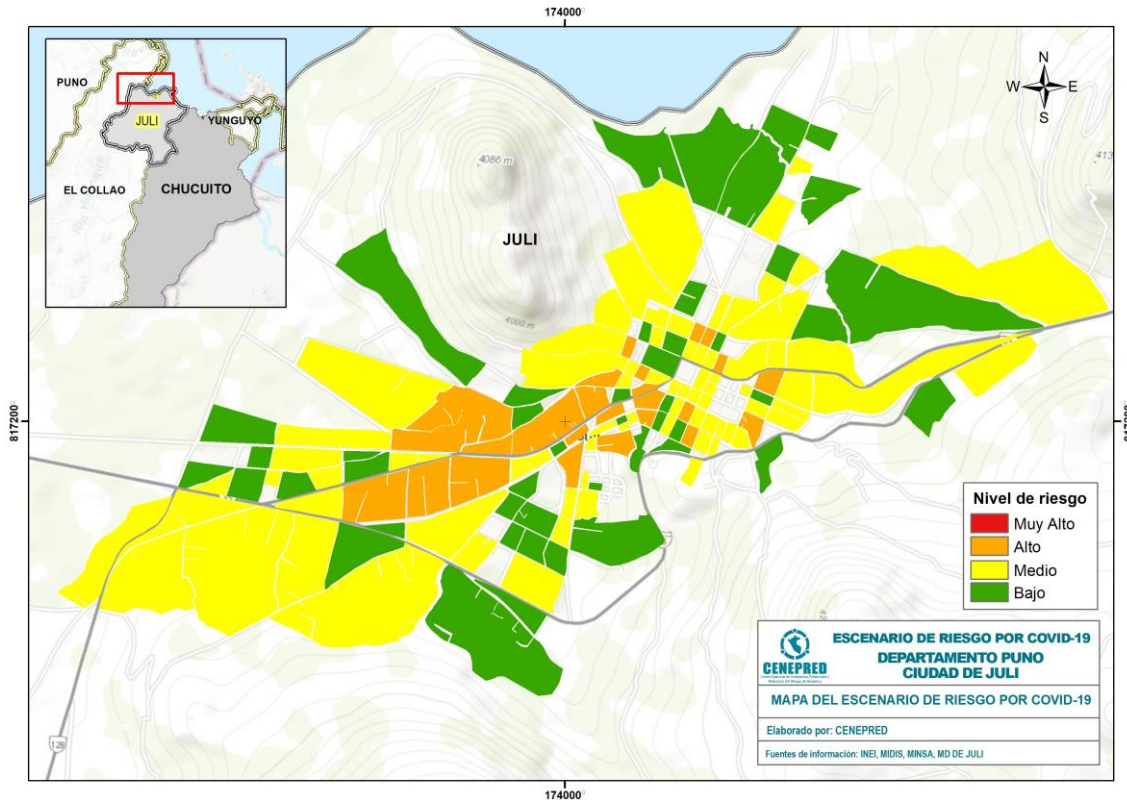 174000
PUNO
JULI
YUNGUYO
EL COLLAO
CHUCUITO
N
W E
S
4086 m
413
JULI
4000 m
817200
Nivel de riesgo
Muy Alto
Alto
Medio
Bajo
128
CENEPRED
ESCENARIO DE RIESGO POR COVID-19
DEPARTAMENTO PUNO
CIUDAD DE JULI
MAPA DEL ESCENARIO DE RIESGO POR COVID-19
Elaborado por: CENEPRED
Fuentes de información: INEI, MIDIS, MINSA, MD DE JULI
174000